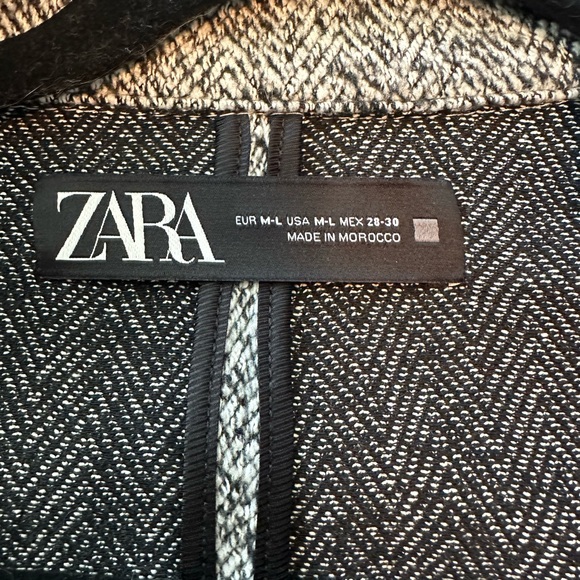 ZARA
EUR M-L USA M-L MEX 28-30
MADE IN MOROCCO